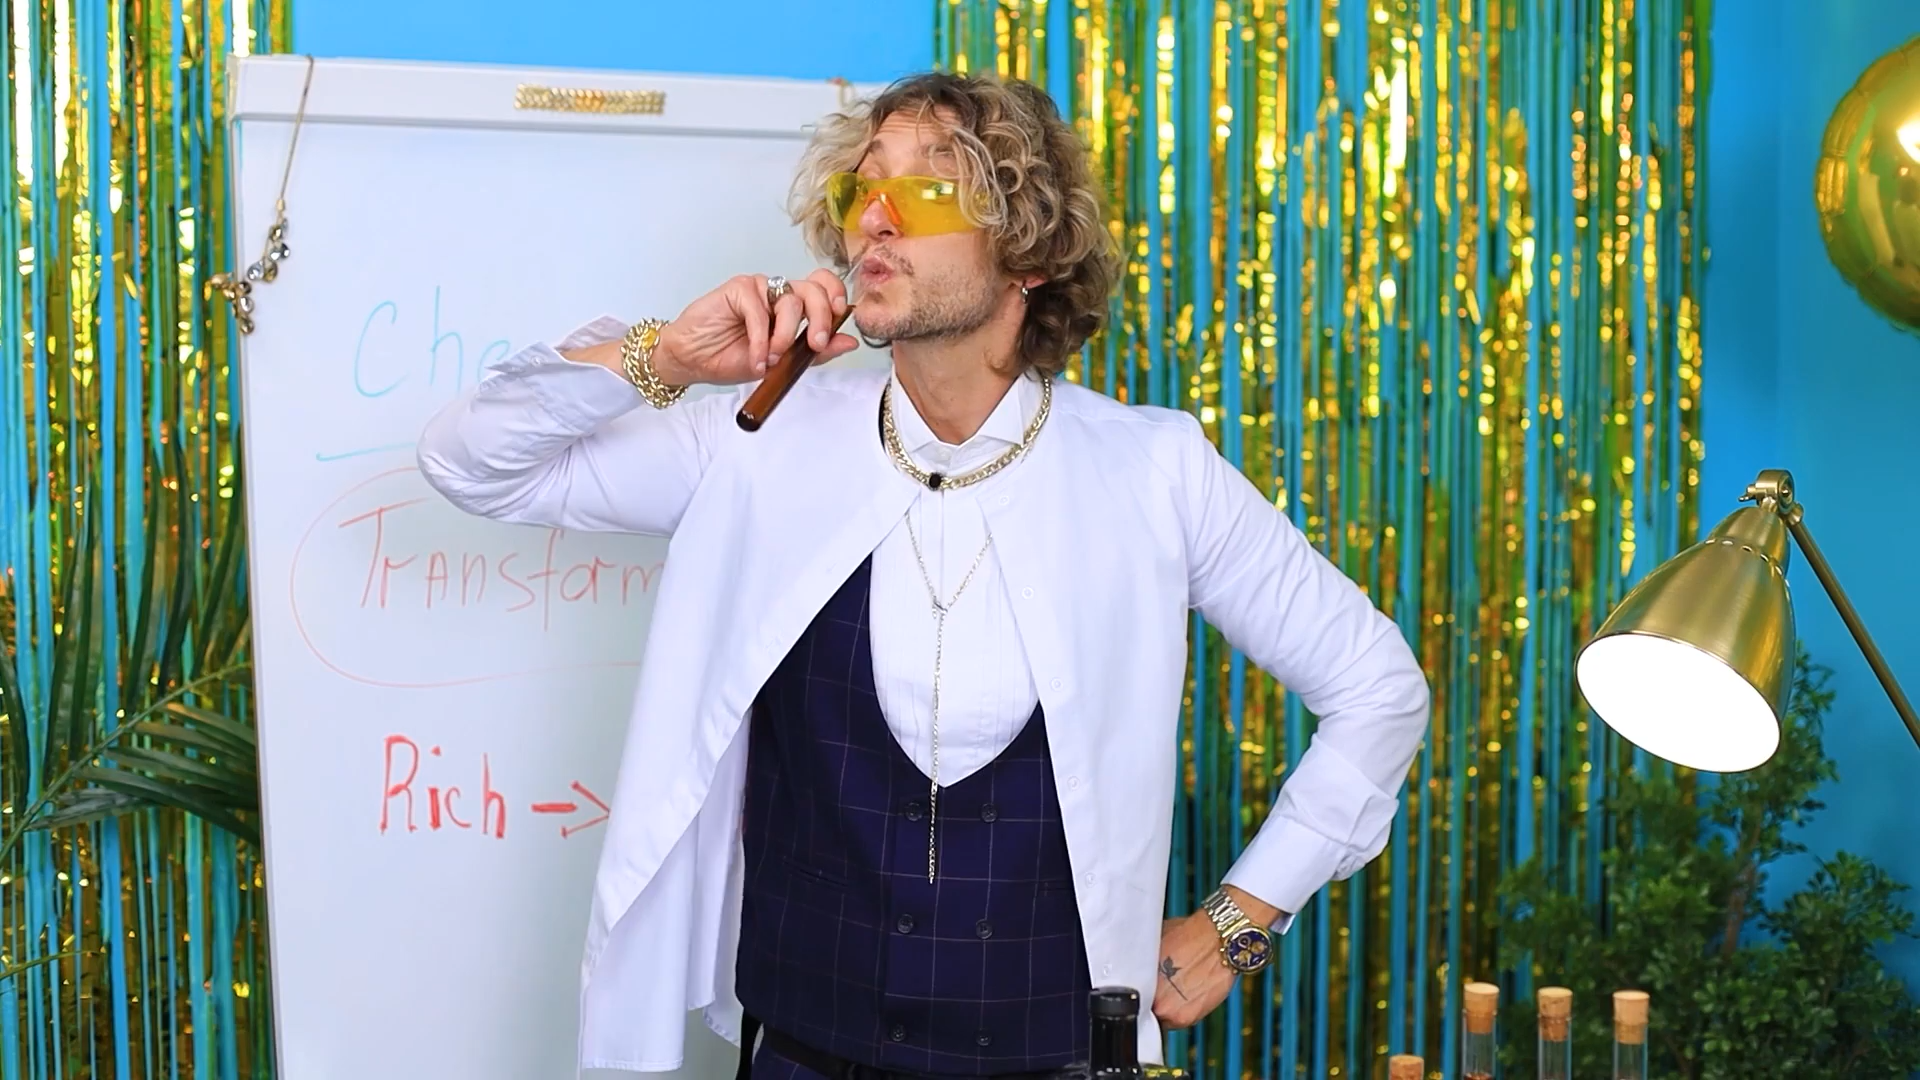 Che
Transform
Rich →